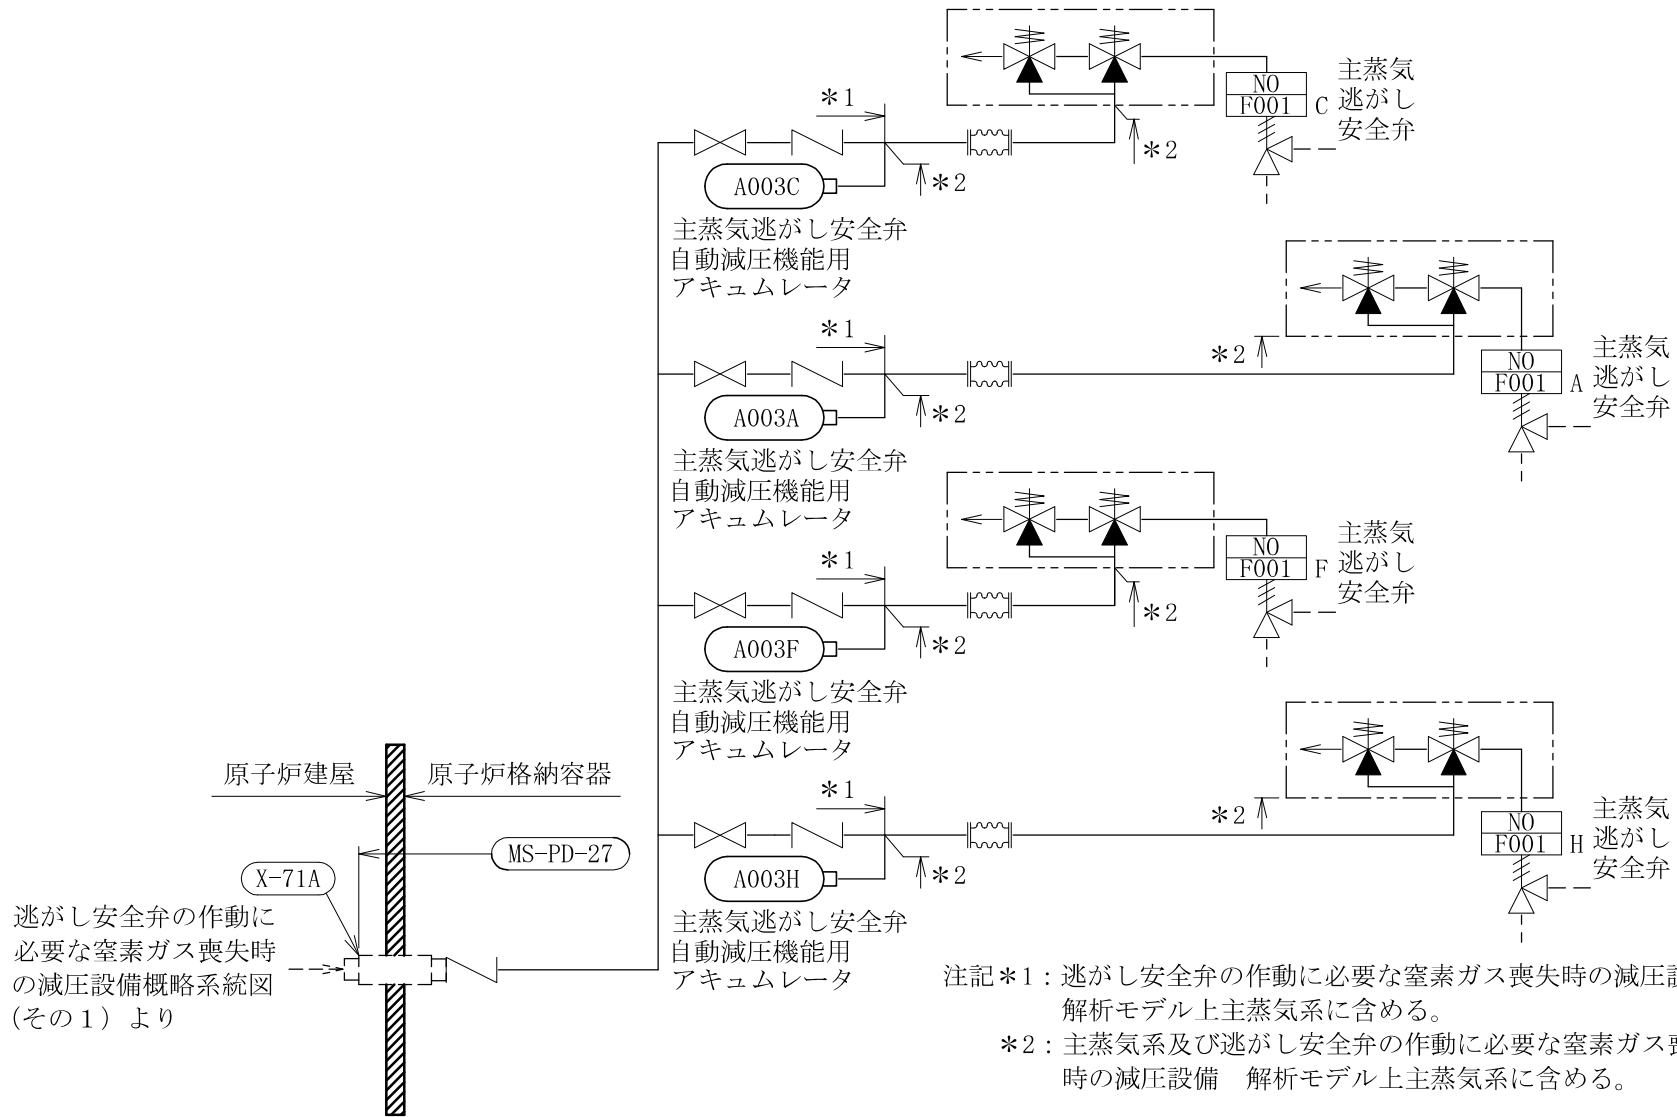 NO
F001
C
主蒸気
逃がし
安全弁
*1
*2
*2
A003C
主蒸気逃がし安全弁
自動減圧機能用
アキュムレータ
*1
*2
*2
NO
F001
A
主蒸気
逃がし
安全弁
A003A
主蒸気逃がし安全弁
自動減圧機能用
アキュムレータ
NO
F001
F
主蒸気
逃がし
安全弁
*1
*2
*2
A003F
主蒸気逃がし安全弁
自動減圧機能用
アキュムレータ
原子炉建屋
原子炉格納容器
*1
*2
*2
NO
F001
H
主蒸気
逃がし
安全弁
MS-PD-27
X-71A
A003H
主蒸気逃がし安全弁
自動減圧機能用
アキュムレータ
逃がし安全弁の作動に
必要な窒素ガス喪失時
の減圧設備概略系統図
(その1)より
注記*1:逃がし安全弁の作動に必要な窒素ガス喪失時の減圧設
解析モデル上主蒸気系に含める。
*2:主蒸気系及び逃がし安全弁の作動に必要な窒素ガス喪
時の減圧設備 解析モデル上主蒸気系に含める。